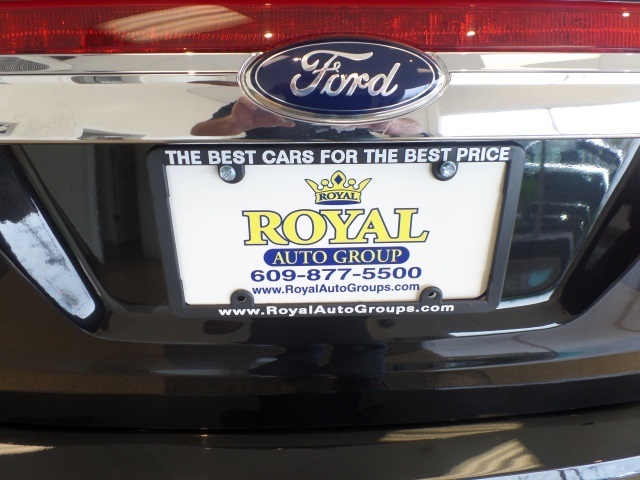 Ford
THE BEST CARS FOR THE BEST PRICE
ROYAL
ROYAL
AUTO GROUP
609-877-5500
www.RoyalAutoGroups.com
www.RoyalAutoGroups.com